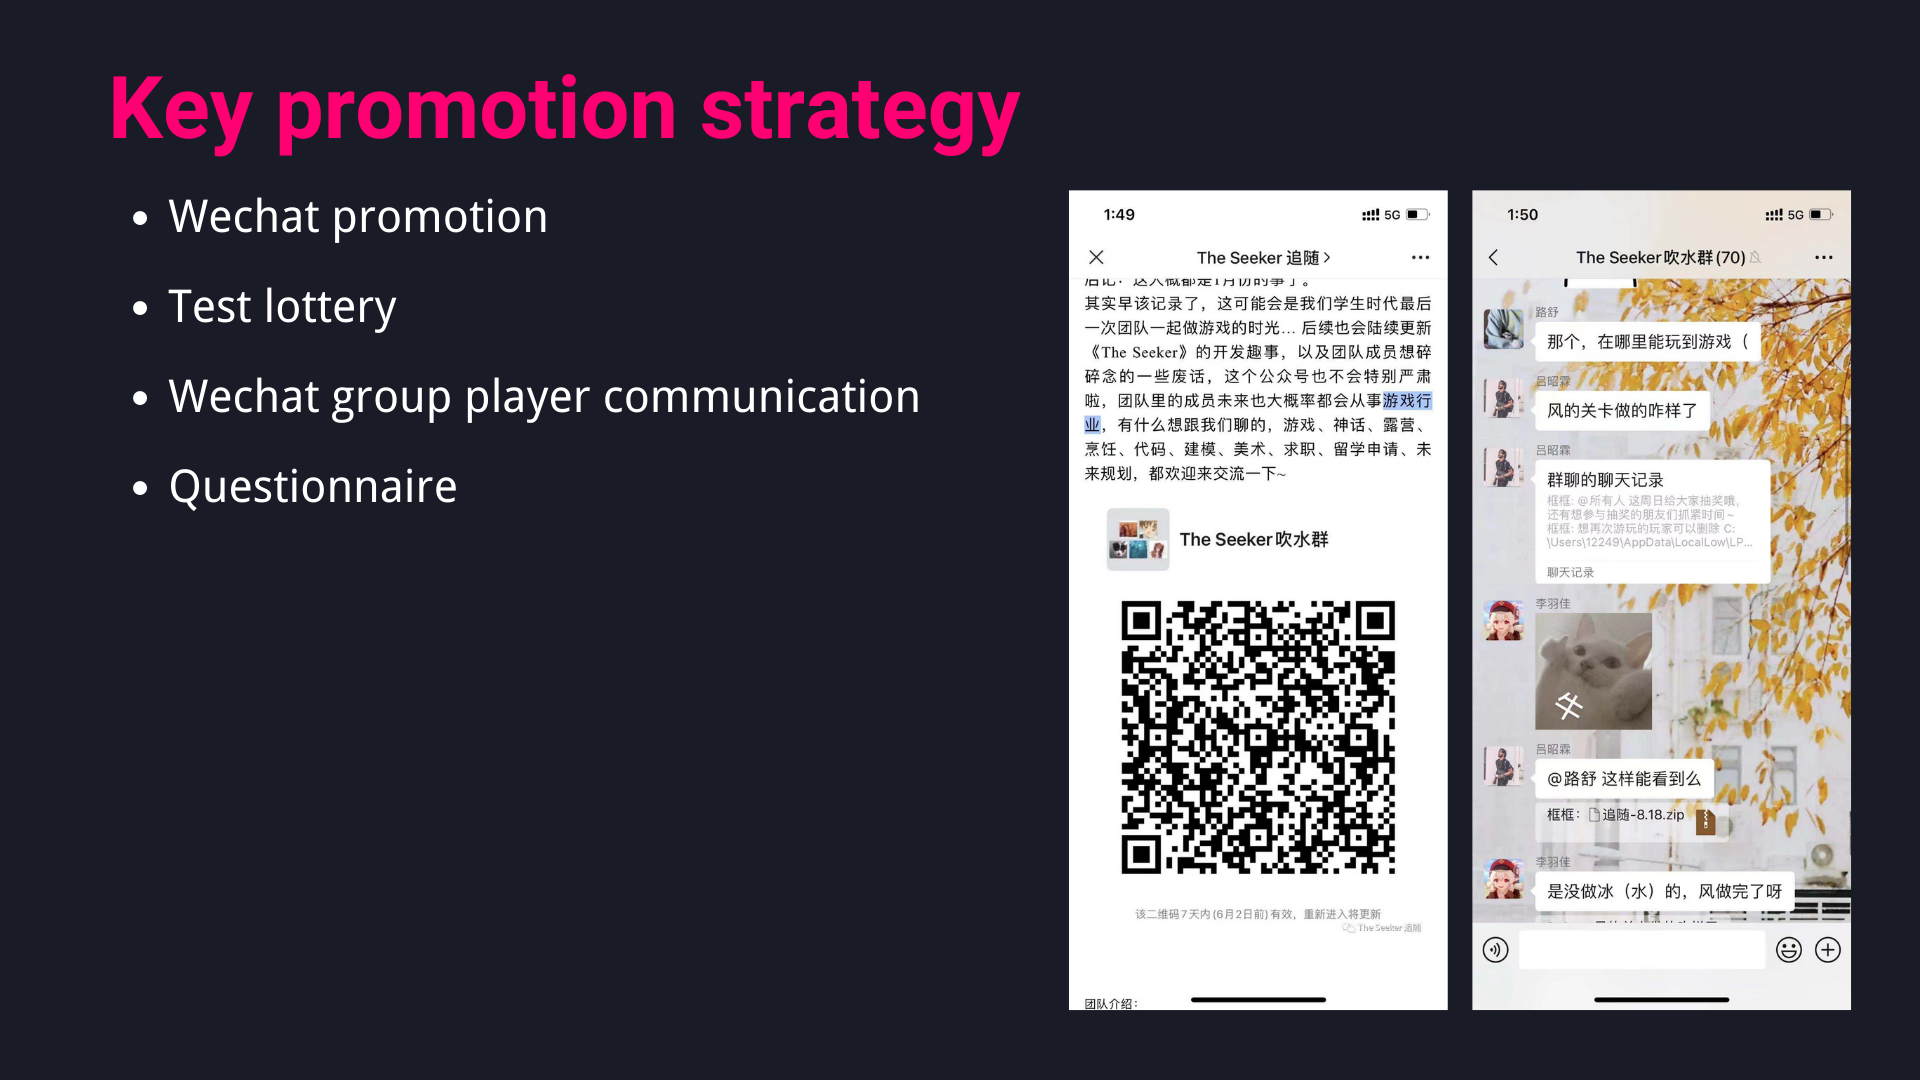 Key promotion strategy
Wechat promotion
Test lottery
Wechat group player communication
Questionnaire
1:49
5G
The Seeker 追随
后记：这大概都是1月份的事了。
其实早该记录了，这可能会是我们学生时代最后
一次团队一起做游戏的时光... 后续也会陆续更新
《The Seeker》的开发趣事，以及团队成员想碎
碎念的一些废话，这个公众号也不会特别严肃
啦，团队里的成员未来也大概率都会从事游戏行
业，有什么想跟我们聊的，游戏、神话、露营、
烹饪、代码、建模、美术、求职、留学申请、未
来规划，都欢迎来交流一下~
The Seeker吹水群
该二维码7天内(6月2日前)有效，重新进入将更新
The Seeker 追随
团队介绍：
1:50
5G
The Seeker吹水群(70)
路舒
那个，在哪里能玩到游戏（
吕昭霖
风的关卡做的咋样了
吕昭霖
群聊的聊天记录
框框: @所有人 这周日给大家抽奖哦，
还有想参与抽奖的朋友们抓紧时间~
框框: 想再次游玩的玩家可以删除 C:
\Users\12249\AppData\LocalLow\LP...
聊天记录
李羽佳
牛
吕昭霖
@路舒 这样能看到么
框框：追随-8.18.zip
李羽佳
是没做冰（水）的，风做完了呀